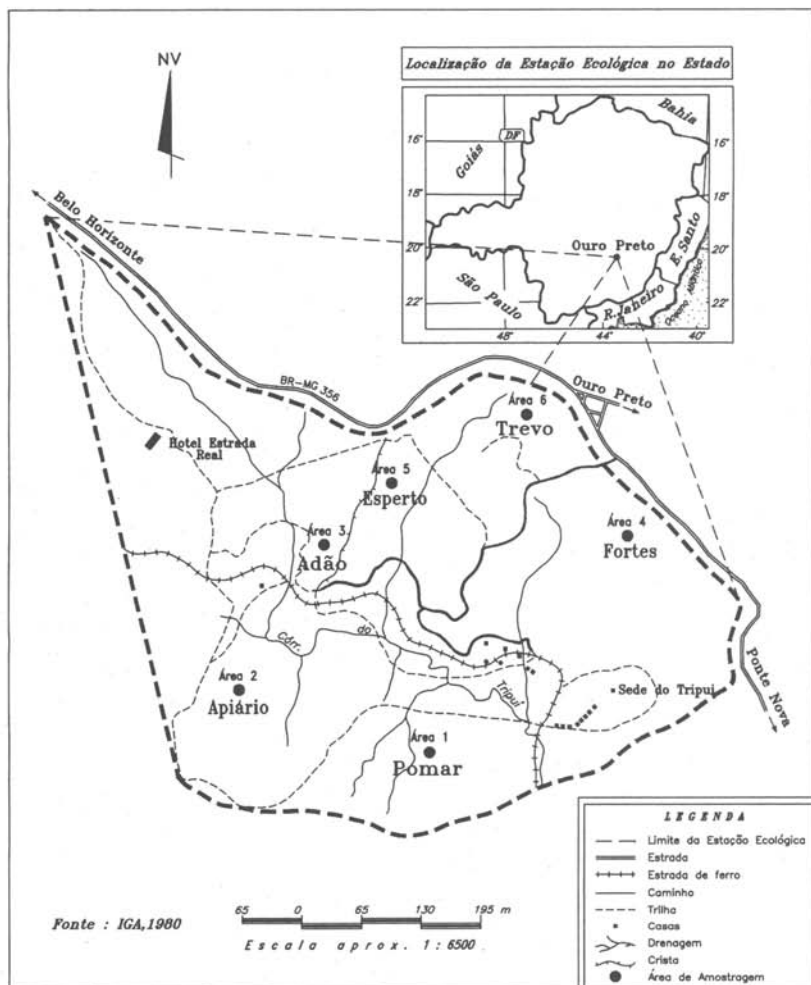 NV
Localização da Estação Ecológica no Estado
Bahia
DF
Goiás
16°
16°
18°
18°
E. Santo
Ouro Preto
20°
20°
São Paulo
R. Janeiro
Oceano Atlântico
22°
22°
48°
44°
40°
Belo Horizonte
BR-MG 356
Ouro Preto
Área 6
Trevo
Hotel Estrada
Real
Área 5
Esperto
Área 3
Adão
Área 4
Fortes
Córr.
do
Tripuí
Ponte Nova
Área 2
Apiário
Sede do Tripuí
Área 1
Pomar
LEGENDA
Limite da Estação Ecológica
Estrada
Estrada de ferro
Caminho
Trilha
Casas
Drenagem
Crista
Área de Amostragem
65 0 65 130 195 m
Fonte : IGA,1980
Escala aprox. 1 : 6500